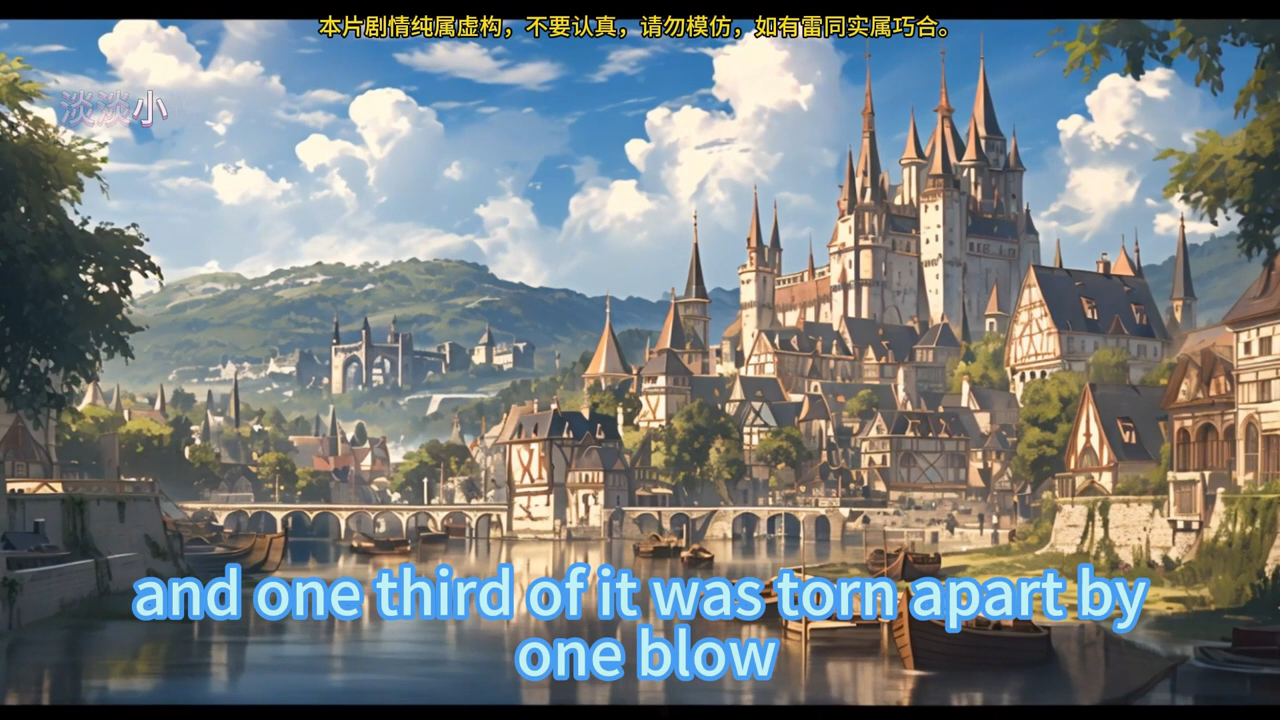 本片剧情纯属虚构，不要认真，请勿模仿，如有雷同实属巧合。
淡淡小
and one third of it was torn apart by
one blow